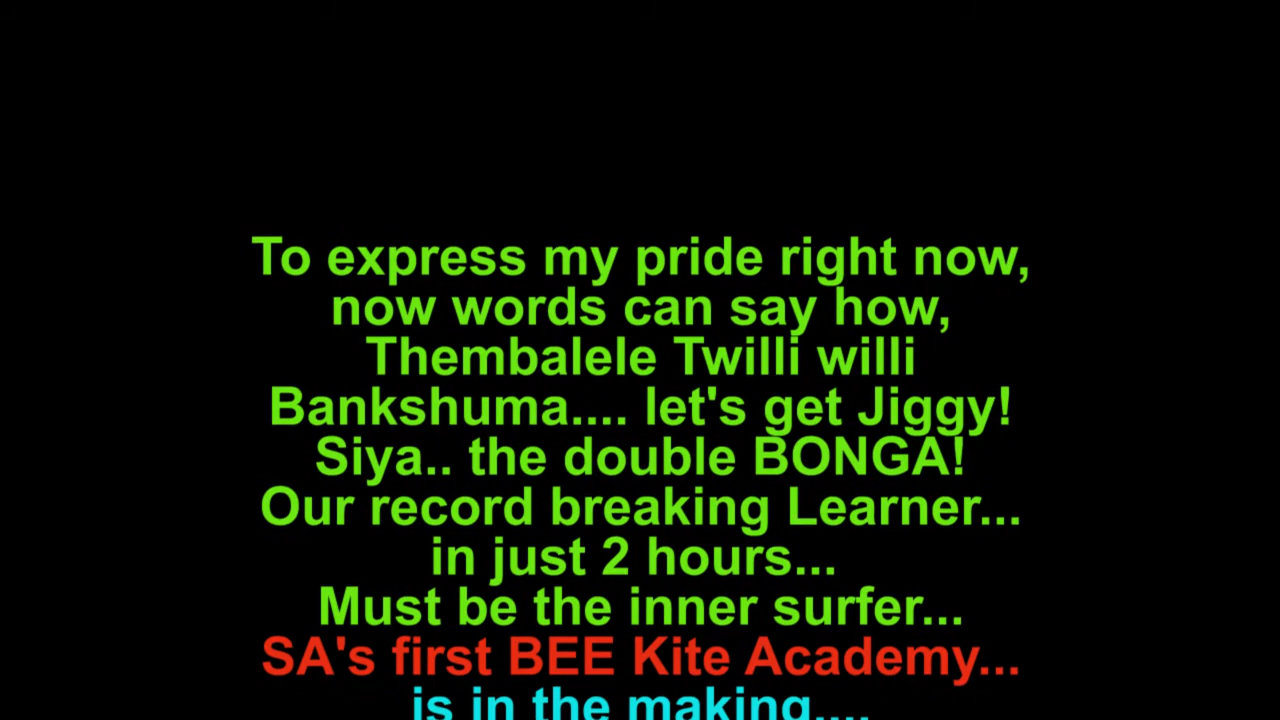 To express my pride right now,
now words can say how,
Thembalele Twilli willi
Bankshuma.... let's get Jiggy!
Siya.. the double BONGA!
Our record breaking Learner...
in just 2 hours...
Must be the inner surfer...
SA's first BEE Kite Academy...
is in the making....